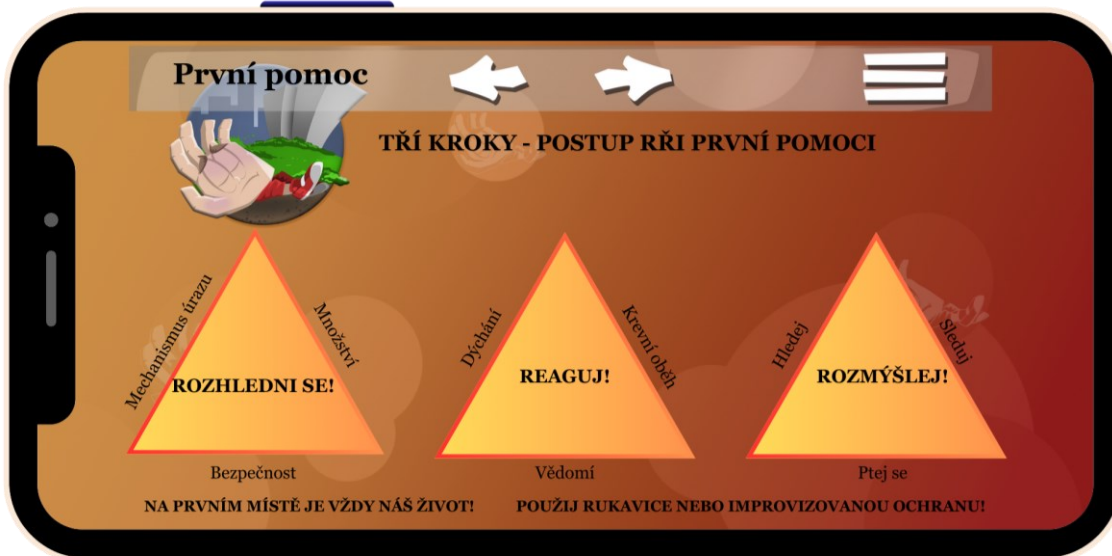 První pomoc
TŘÍ KROKY - POSTUP RŘI PRVNÍ POMOCI
Mechanismus úrazu
Množství
ROZHLEDNI SE!
Bezpečnost
Dýchání
Krevní oběh
REAGUJ!
Vědomí
Hledej
Sleduj
ROZMÝŠLEJ!
Ptej se
NA PRVNÍM MÍSTĚ JE VŽDY NÁŠ ŽIVOT!
POUŽIJ RUKAVICE NEBO IMPROVIZOVANOU OCHRANU!